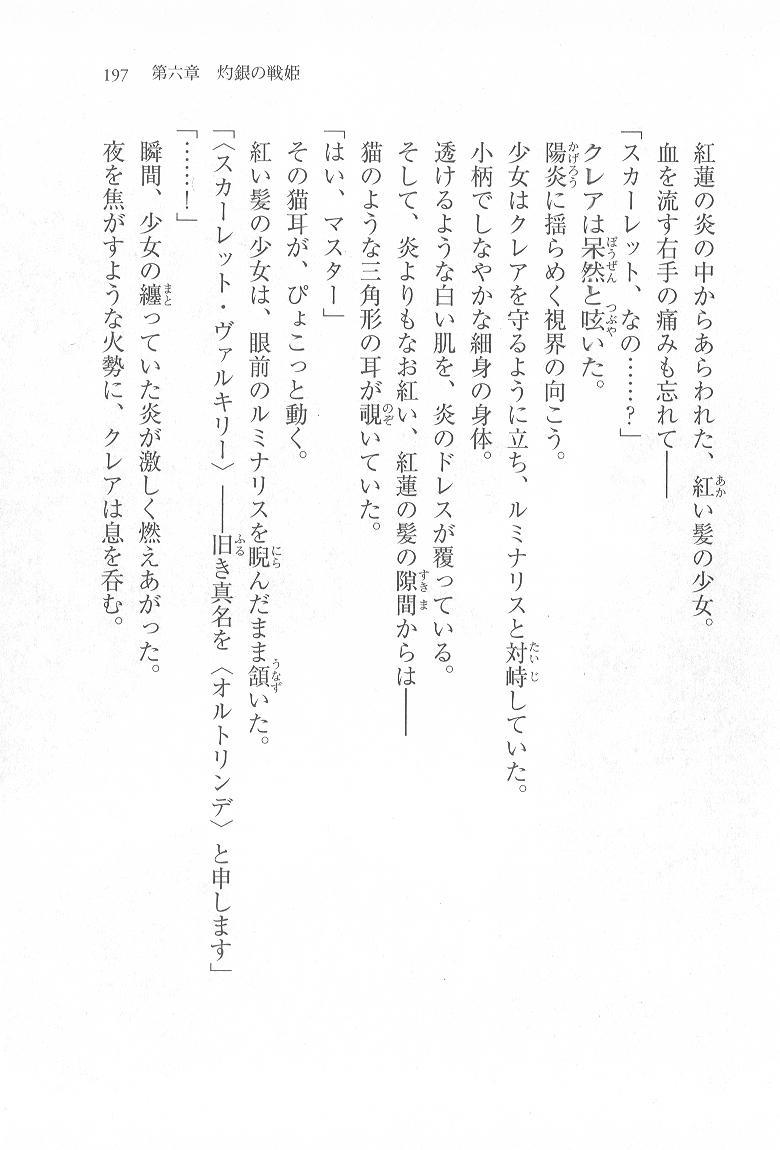 197　第六章　灼銀の戦姫
紅蓮の炎の中からあらわれた、紅い髪の少女。
血を流す右手の痛みも忘れて――
「スカーレット、なの……？」
クレアは呆然と呟いた。
陽炎に揺らめく視界の向こう。
少女はクレアを守るように立ち、ルミナリスと対峙していた。
小柄でしなやかな細身の身体。
透けるような白い肌を、炎のドレスが覆っている。
そして、炎よりもなお紅い、紅蓮の髪の隙間からは――
猫のような三角形の耳が覗いていた。
「はい、マスター」
その猫耳が、ぴょこっと動く。
紅い髪の少女は、眼前のルミナリスを睨んだまま頷いた。
「〈スカーレット・ヴァルキリー〉――旧き真名を〈オルトリンデ〉と申します」
「……！」
瞬間、少女の纏っていた炎が激しく燃えあがった。
夜を焦がすような火勢に、クレアは息を呑む。